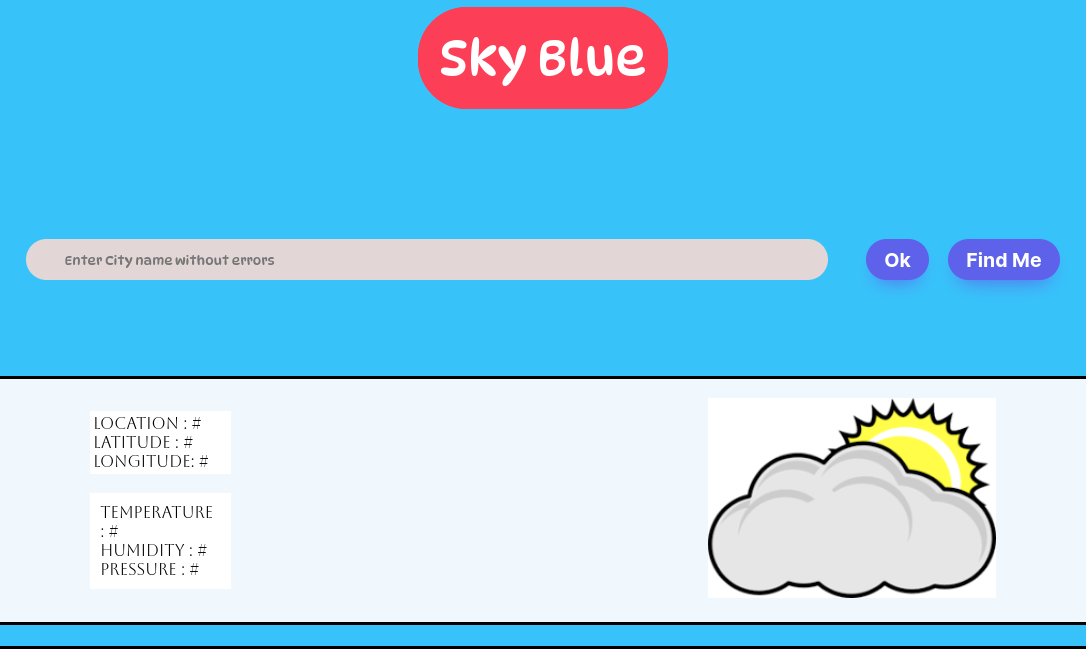 Sky Blue
Enter City name without errors
Ok
Find Me
LOCATION : #
LATITUDE : #
LONGITUDE: #
TEMPERATURE
: #
HUMIDITY : #
PRESSURE : #